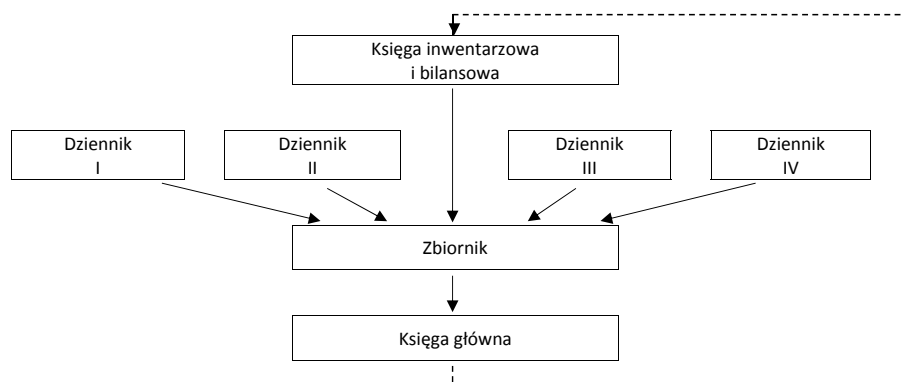 Księga inwentarzowa
i bilansowa
Dziennik
I
Dziennik
II
Dziennik
III
Dziennik
IV
Zbiornik
Księga główna